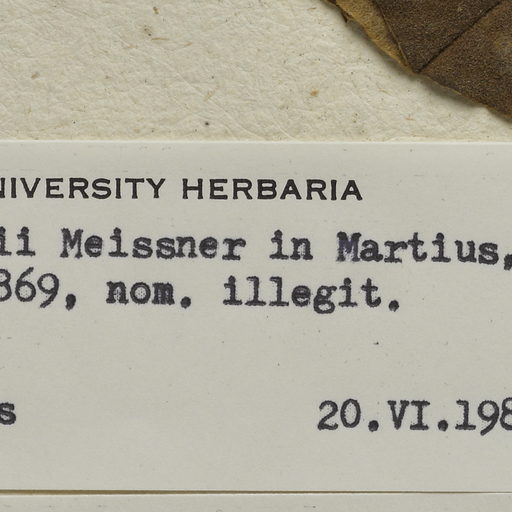 NIVERSITY HERBARIA
ii Meissner in Martius,
869, nom. illegit.
s
20.VI.198